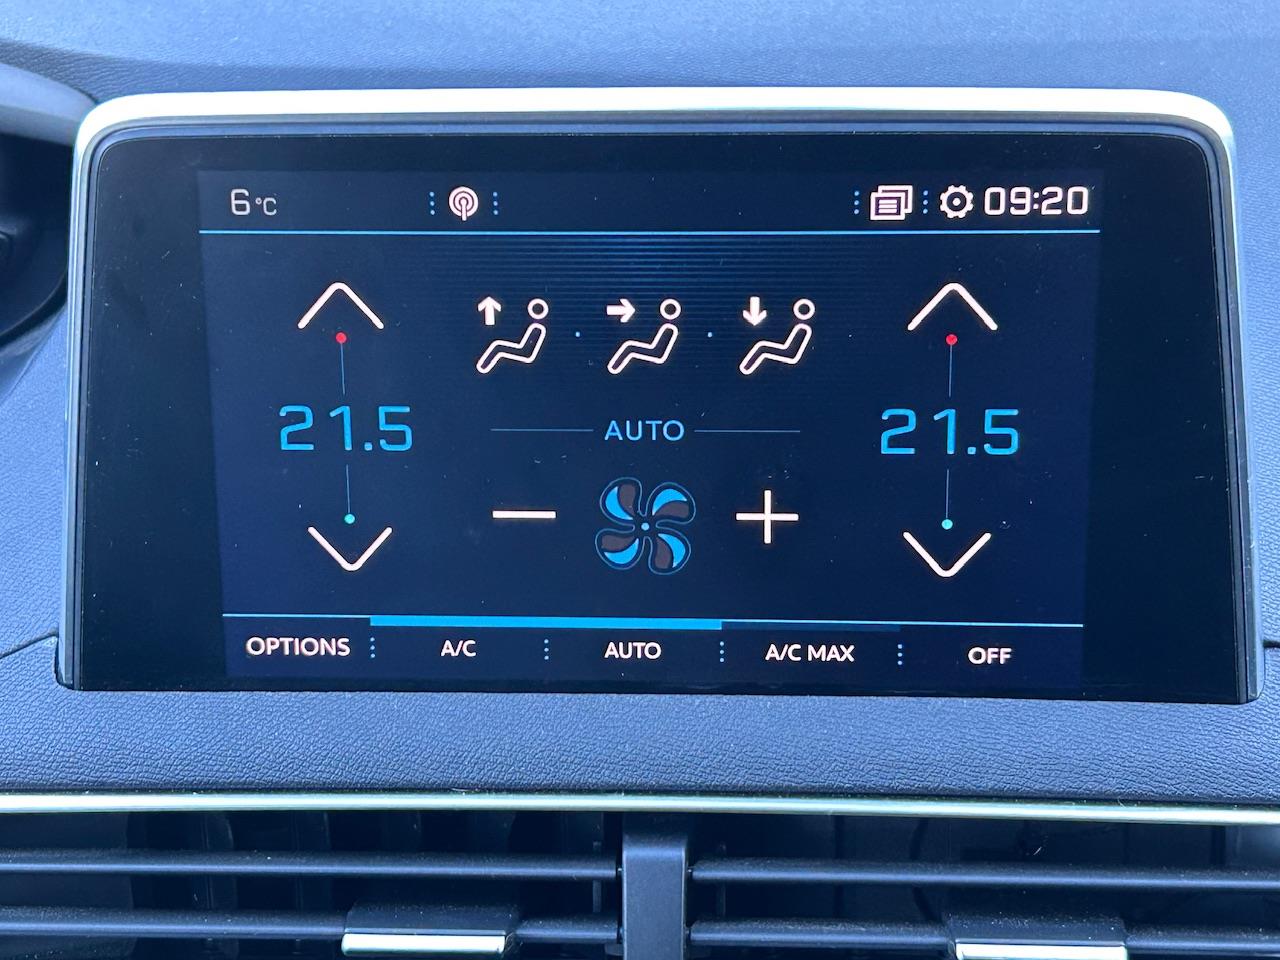 6°C 09:20
21.5 21.5
AUTO
OPTIONS A/C AUTO A/C MAX OFF